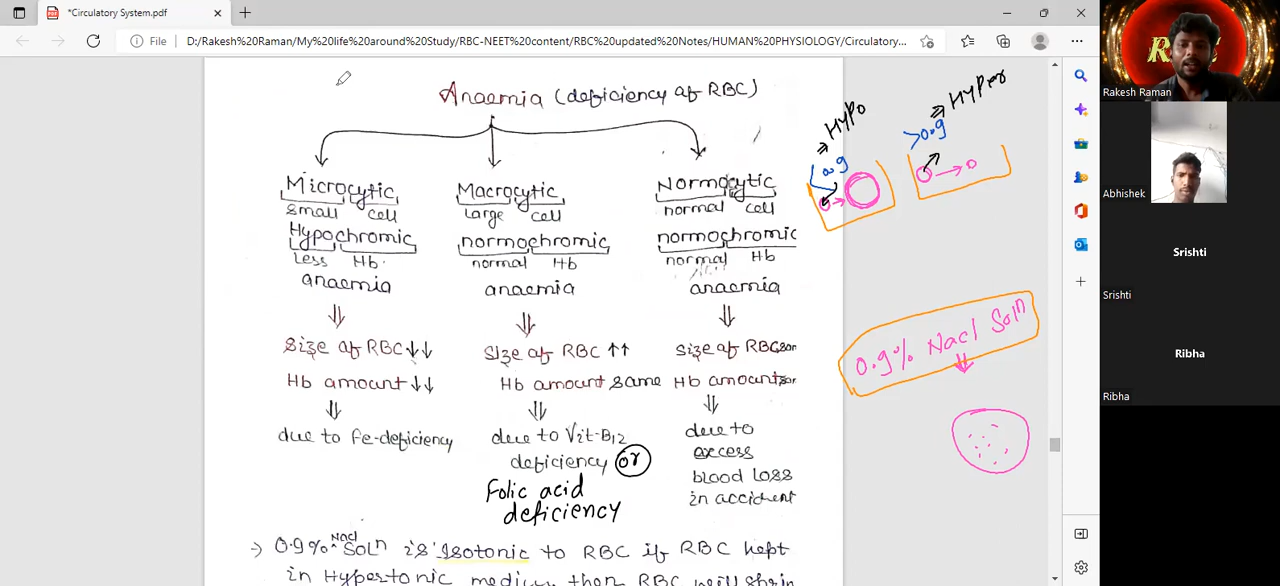 *Circulatory System.pdf
File
D:/Rakesh%20Raman/My%20life%20around%20Study/RBC-NEET%20content/RBC%20updated%20Notes/HUMAN%20PHYSIOLOGY/Circulatory...
Anaemia (deficiency of RBC)
Microcytic
small cell
Hypochromic
Less Hb
anaemia
Size of RBC ↓↓
Hb amount ↓↓
due to Fe-deficiency
Macrocytic
Large cell
normochromic
normal Hb
anaemia
Size of RBC ↑↑
Hb amount same
due to Vit-B12
deficiency or
Folic acid
deficiency
Normocytic
normal cell
normochromic
normal Hb
anaemia
Size of RBC
Hb amount
due to
excess
blood loss
in accident
-> 0.9% NaCl Soln is Isotonic to RBC if RBC kept
in Hypertonic medium then RBC will shrin
⇒ HYPO
0.9
⇒ HYPer
>0.9
0.9% Nacl Soln
RBC
Rakesh Raman
Abhishek
Srishti
Srishti
Ribha
Ribha